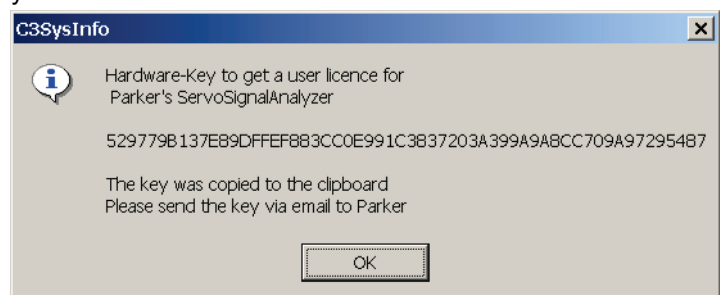 C3SysInfo
Hardware-Key to get a user licence for
Parker's ServoSignalAnalyzer
529779B137E89DFFEF883CC0E991C3B37203A399A9A8CC709A97295487
The key was copied to the clipboard
Please send the key via email to Parker
OK